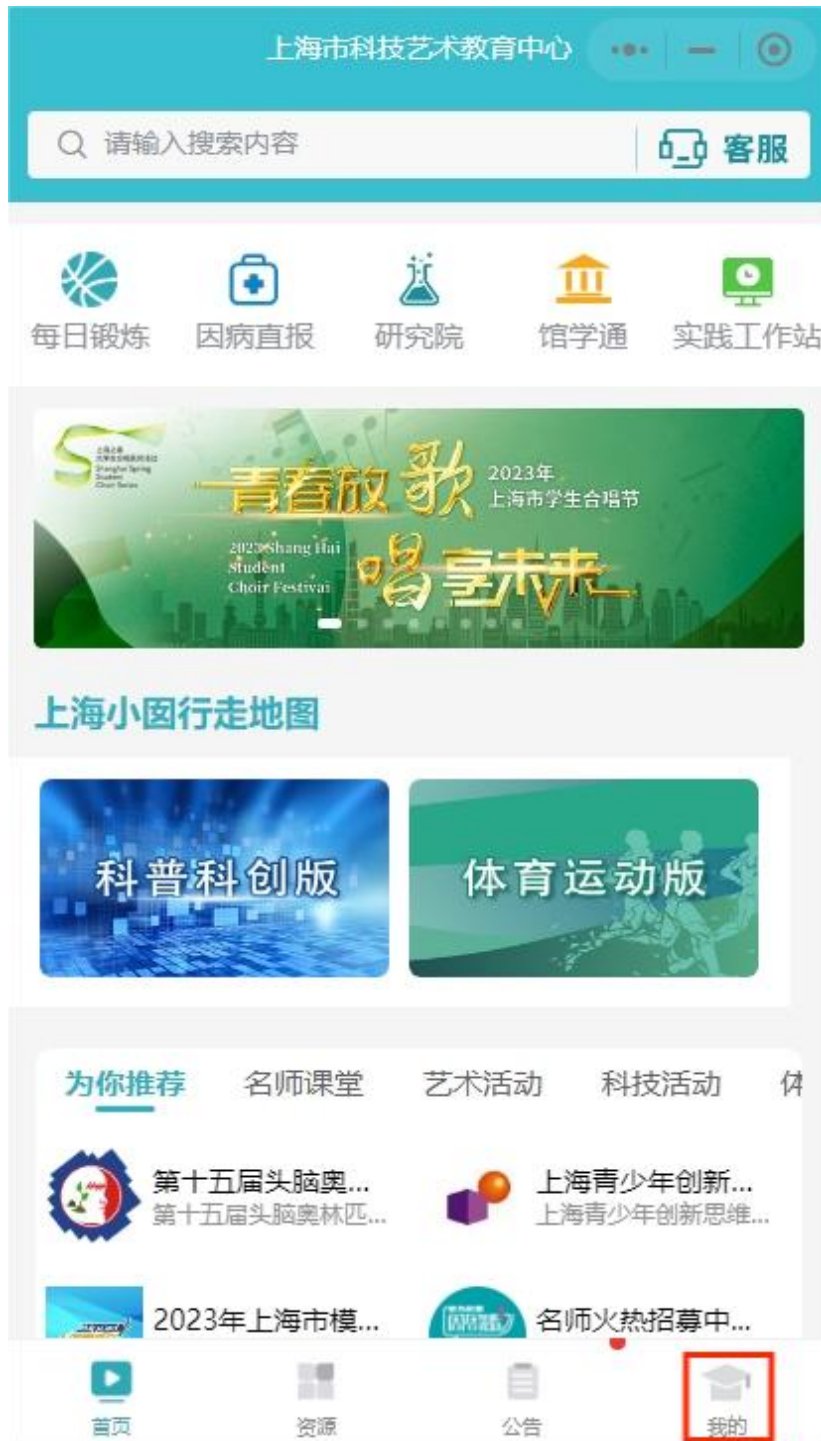 上海市科技艺术教育中心
请输入搜索内容
客服
每日锻炼 因病直报 研究院 馆学通 实践工作站
青春放歌
2023年
上海市学生合唱节
2023 Shang Hai
Student
Choir Festival
唱享未来
Shanghai Spring
Student
上海小囡行走地图
科普科创版 体育运动版
为你推荐 名师课堂 艺术活动 科技活动 体
第十五届头脑奥... 上海青少年创新...
第十五届头脑奥林匹... 上海青少年创新思维...
2023年上海市模... 名师火热招募中...
首页 资源 公告 我的